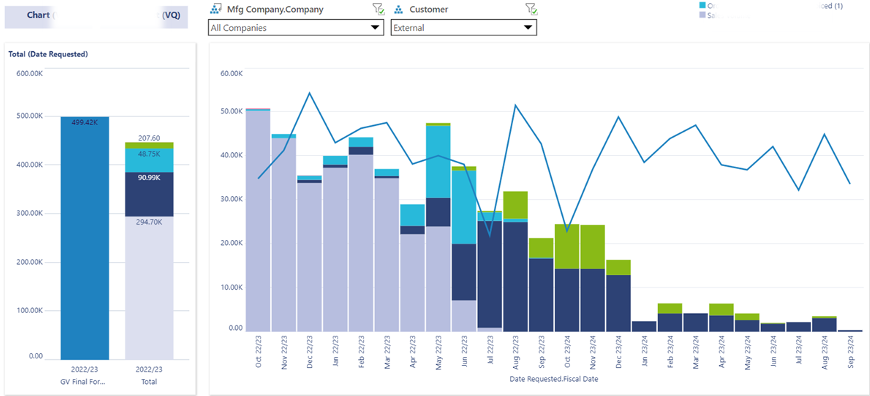 Chart (VQ)
Mfg Company.Company
Customer
All Companies
External
Total (Date Requested)
600.00K
500.00K
400.00K
300.00K
200.00K
100.00K
0.00
499.42K
207.60
48.75K
90.99K
294.70K
2022/23
GV Final For...
2022/23
Total
60.00K
50.00K
40.00K
30.00K
20.00K
10.00K
0.00
Oct 22/23
Nov 22/23
Dec 22/23
Jan 22/23
Feb 22/23
Mar 22/23
Apr 22/23
May 22/23
Jun 22/23
Jul 22/23
Aug 22/23
Sep 22/23
Oct 23/24
Nov 23/24
Dec 23/24
Jan 23/24
Feb 23/24
Mar 23/24
Apr 23/24
May 23/24
Jun 23/24
Jul 23/24
Aug 23/24
Sep 23/24
Date Requested.Fiscal Date